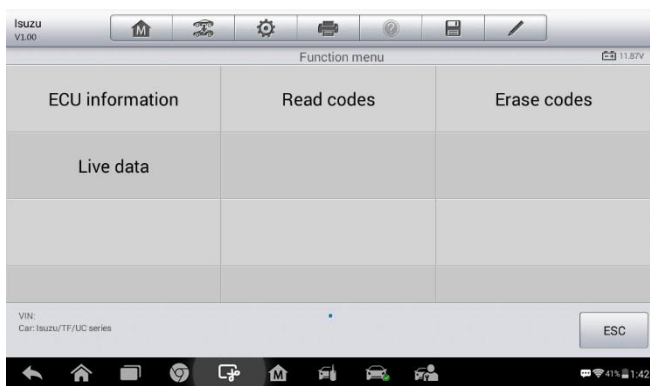 Isuzu
V1.00
M
?
Function menu
11.87V
ECU information
Read codes
Erase codes
Live data
VIN:
Car: Isuzu/TF/UC series
ESC
M
41% 1:42